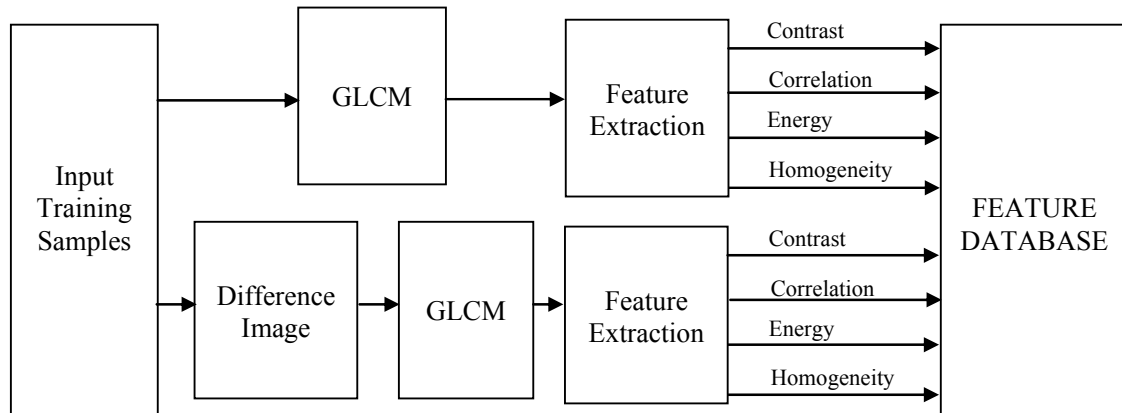 Input
Training
Samples
GLCM
Feature
Extraction
Contrast
Correlation
Energy
Homogeneity
Difference
Image
GLCM
Feature
Extraction
Contrast
Correlation
Energy
Homogeneity
FEATURE
DATABASE